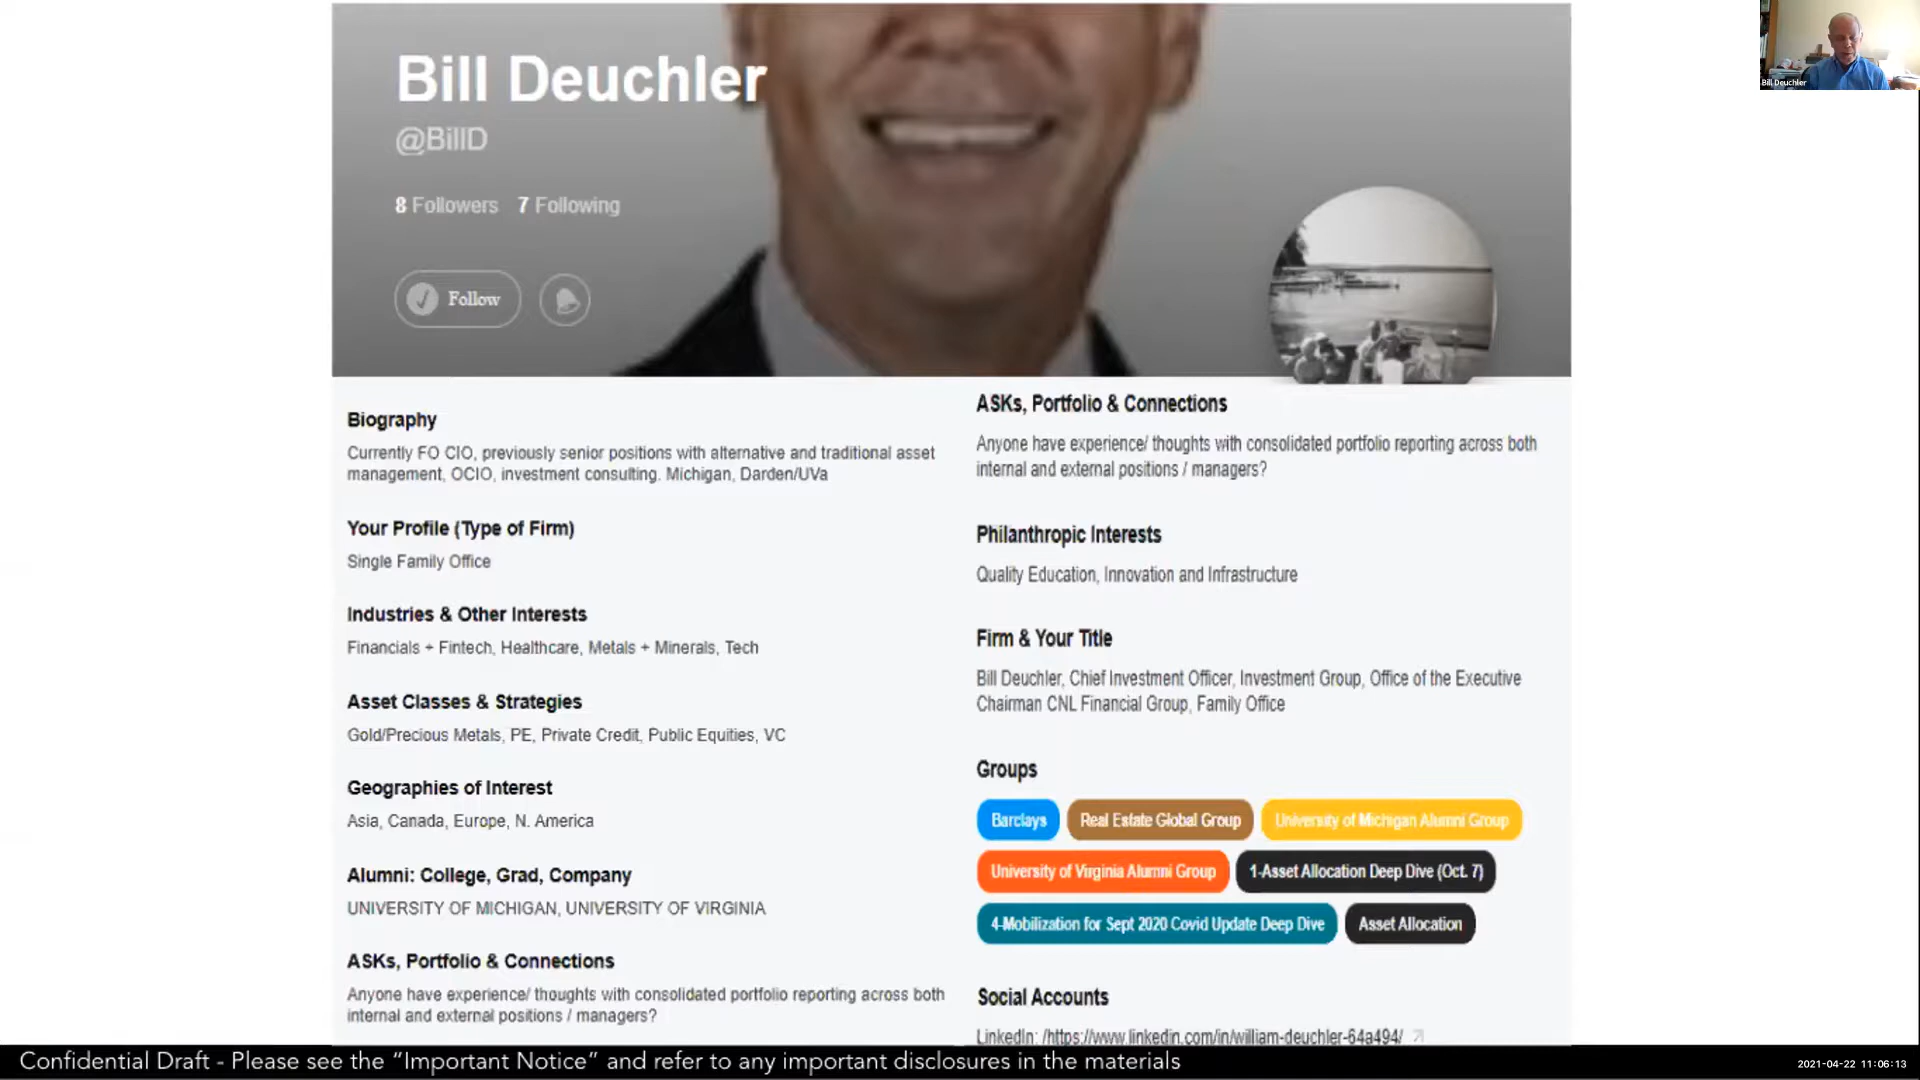 Bill Deuchler
@BillD
8 Followers 7 Following
Follow
Biography
Currently FO CIO, previously senior positions with alternative and traditional asset
management, OCIO, investment consulting. Michigan, Darden/UVa
Your Profile (Type of Firm)
Single Family Office
Industries & Other Interests
Financials + Fintech, Healthcare, Metals + Minerals, Tech
Asset Classes & Strategies
Gold/Precious Metals, PE, Private Credit, Public Equities, VC
Geographies of Interest
Asia, Canada, Europe, N. America
Alumni: College, Grad, Company
UNIVERSITY OF MICHIGAN, UNIVERSITY OF VIRGINIA
ASKs, Portfolio & Connections
Anyone have experience/ thoughts with consolidated portfolio reporting across both
internal and external positions / managers?
ASKs, Portfolio & Connections
Anyone have experience/ thoughts with consolidated portfolio reporting across both
internal and external positions / managers?
Philanthropic Interests
Quality Education, Innovation and Infrastructure
Firm & Your Title
Bill Deuchler, Chief Investment Officer, Investment Group, Office of the Executive
Chairman CNL Financial Group, Family Office
Groups
Barclays Real Estate Global Group University of Michigan Alumni Group
University of Virginia Alumni Group 1-Asset Allocation Deep Dive (Oct. 7)
4-Mobilization for Sept 2020 Covid Update Deep Dive Asset Allocation
Social Accounts
LinkedIn: /https://www.linkedin.com/in/william-deuchler-64a494/
Bill Deuchler
Confidential Draft - Please see the “Important Notice” and refer to any important disclosures in the materials
2021-04-22 11:06:13